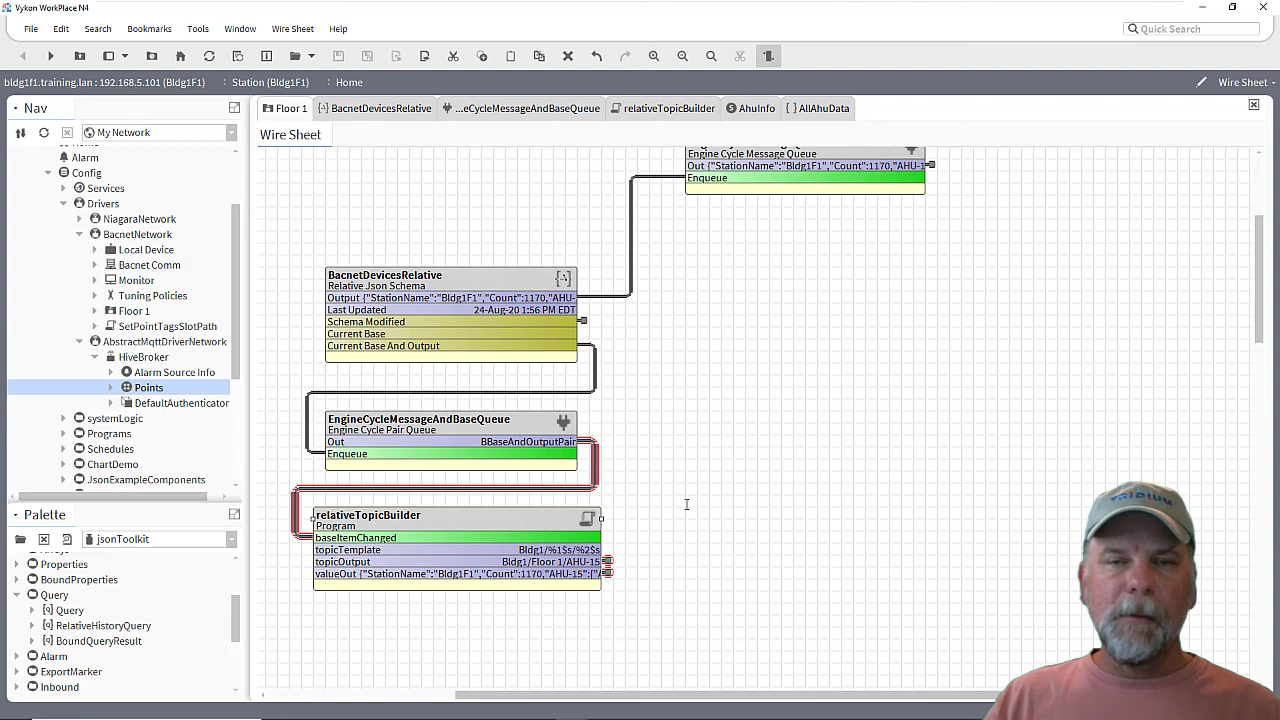 Vykon WorkPlace N4
File Edit Search Bookmarks Tools Window Wire Sheet Help
Quick Search
bldg1f1.training.lan : 192.168.5.101 (Bldg1F1) Station (Bldg1F1) Home
Wire Sheet
Nav
My Network
Alarm
Config
Services
Drivers
NiagaraNetwork
BacnetNetwork
Local Device
Bacnet Comm
Monitor
Tuning Policies
Floor 1
SetPointTagsSlotPath
AbstractMqttDriverNetwork
HiveBroker
Alarm Source Info
Points
DefaultAuthenticator
systemLogic
Programs
Schedules
ChartDemo
JsonExampleComponents
Palette
jsonToolkit
Properties
BoundProperties
Query
Query
RelativeHistoryQuery
BoundQueryResult
Alarm
ExportMarker
Inbound
Floor 1 BacnetDevicesRelative ...eCycleMessageAndBaseQueue relativeTopicBuilder AhuInfo AllAhuData
Wire Sheet
Engine Cycle Message Queue
Out {"StationName":"Bldg1F1","Count":1170,"AHU-1
Enqueue
BacnetDevicesRelative
Relative Json Schema
Output {"StationName":"Bldg1F1","Count":1170,"AHU-
Last Updated 24-Aug-20 1:56 PM EDT
Schema Modified
Current Base
Current Base And Output
EngineCycleMessageAndBaseQueue
Engine Cycle Pair Queue
Out BBaseAndOutputPair
Enqueue
relativeTopicBuilder
Program
baseItemChanged
topicTemplate Bldg1/%1$s/%2$s
topicOutput Bldg1/Floor 1/AHU-15
valueOut {"StationName":"Bldg1F1","Count":1170,"AHU-15":{"A
TRIDIUM